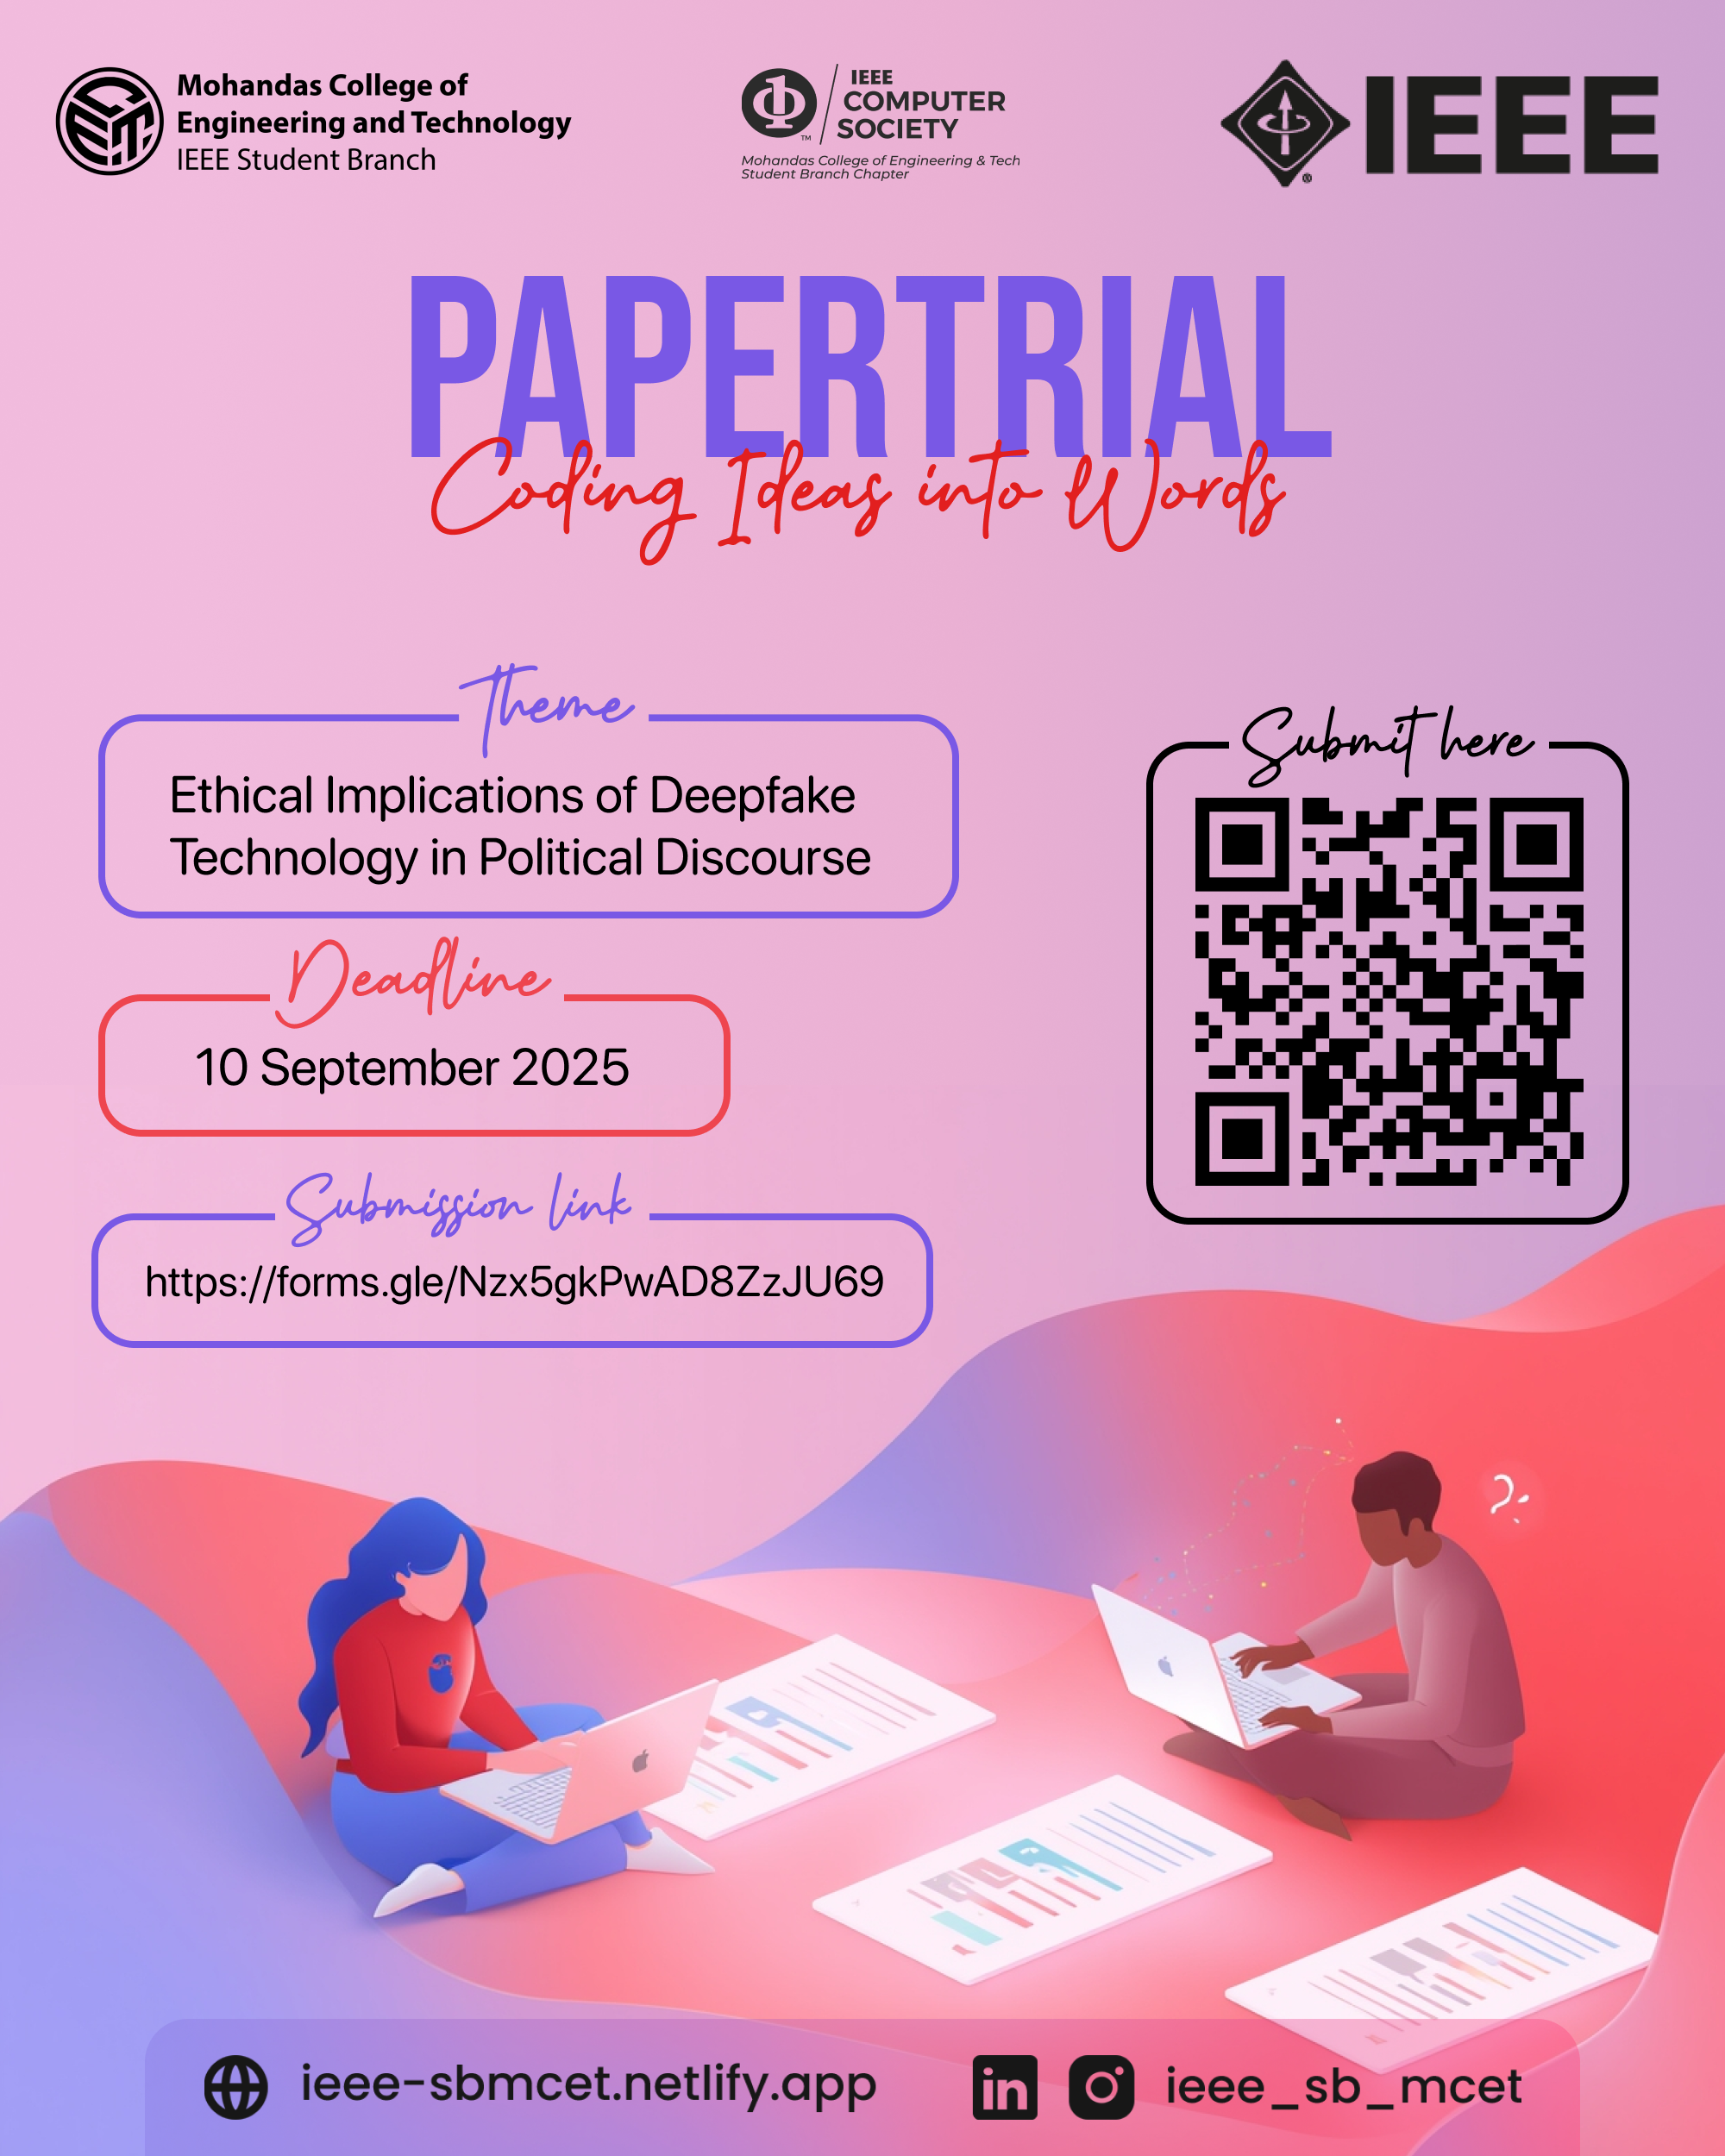 Mohandas College of
Engineering and Technology
IEEE Student Branch
IEEE
COMPUTER
SOCIETY
™
Mohandas College of Engineering & Tech
Student Branch Chapter
®
IEEE
PAPERTRIAL
Coding Ideas into Words
Theme
Ethical Implications of Deepfake
Technology in Political Discourse
Deadline
10 September 2025
Submission link
https://forms.gle/Nzx5gkPwAD8ZzJU69
Submit here
ieee-sbmcet.netlify.app
in
ieee_sb_mcet